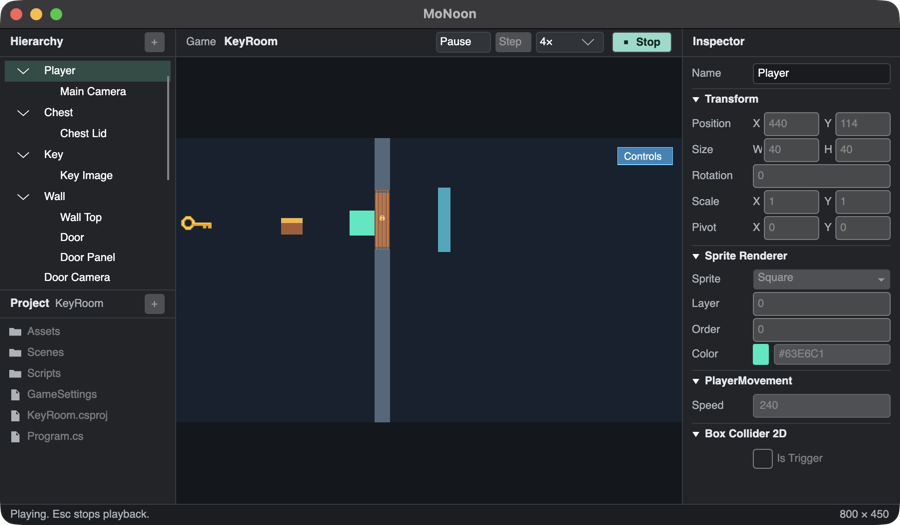 MoNoon
Hierarchy +
Game KeyRoom Pause Step 4× Stop
Inspector
Player
Main Camera
Chest
Chest Lid
Key
Key Image
Wall
Wall Top
Door
Door Panel
Door Camera
Project KeyRoom +
Assets
Scenes
Scripts
GameSettings
KeyRoom.csproj
Program.cs
Controls
Name Player
Transform
Position X 440 Y 114
Size W 40 H 40
Rotation 0
Scale X 1 Y 1
Pivot X 0 Y 0
Sprite Renderer
Sprite Square
Layer 0
Order 0
Color #63E6C1
PlayerMovement
Speed 240
Box Collider 2D
Is Trigger
Playing. Esc stops playback. 800 × 450